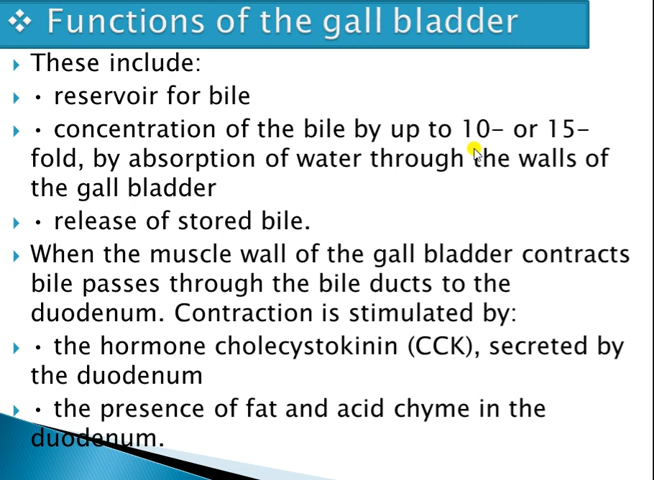 ❖ Functions of the gall bladder
These include:
• reservoir for bile
• concentration of the bile by up to 10- or 15-
fold, by absorption of water through the walls of
the gall bladder
• release of stored bile.
When the muscle wall of the gall bladder contracts
bile passes through the bile ducts to the
duodenum. Contraction is stimulated by:
• the hormone cholecystokinin (CCK), secreted by
the duodenum
• the presence of fat and acid chyme in the
duodenum.